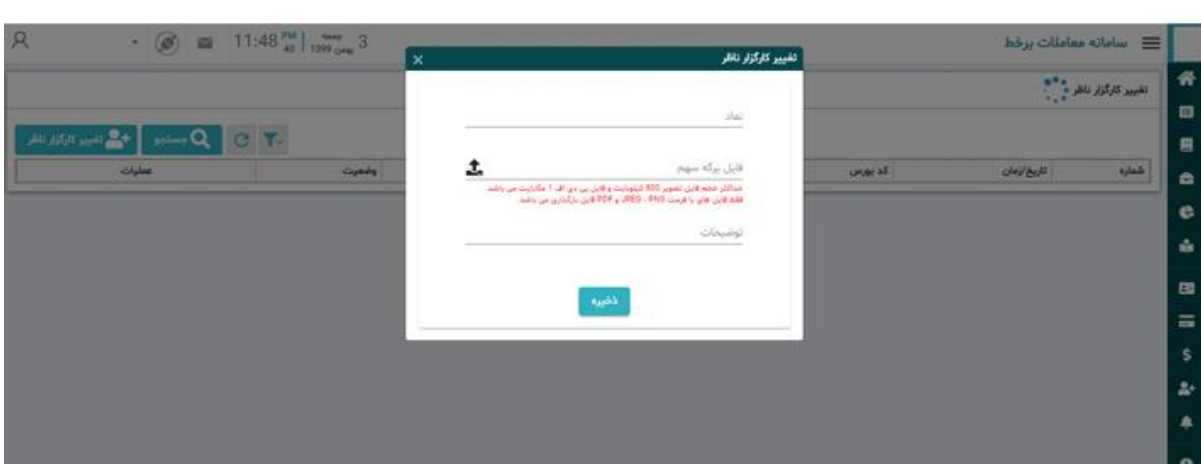 سامانه معاملات برخط
11:48 PM 43 | جمعه 3 بهمن 1399
تغییر کارگزار ناظر
تغییر کارگزار ناظر
جستجو
تغییر کارگزار ناظر
شماره
تاریخ/زمان
کد بورس
وضعیت
عملیات
نماد
فایل برگه سهم
حداکثر حجم فایل تصویر 800 کیلوبایت و فایل پی دی اف 1 مگابایت می باشد.
فقط فایل های با فرمت JPEG ، PNG و PDF قابل بارگذاری می باشد
توضیحات
ذخیره